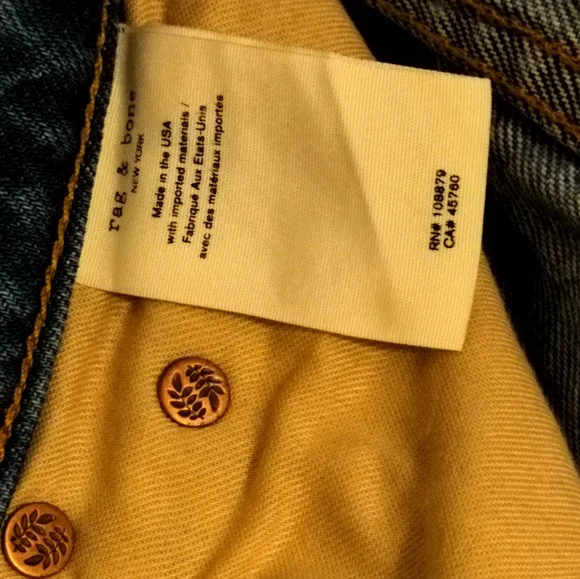 rag & bone
NEW YORK
Made in the USA
with imported materials /
Fabriqué Aux Etats-Unis
avec des matériaux importés
RN# 108879
CA# 45760